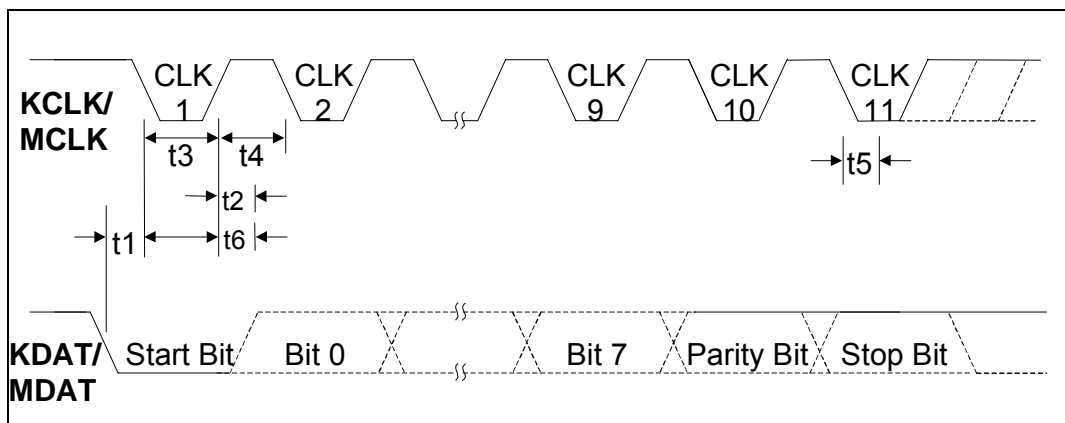 CLK CLK CLK CLK CLK
1 2 9 10 11
KCLK/
MCLK
t3 t4 t5
t2
t1 t6
KDAT/ Start Bit Bit 0 Bit 7 Parity Bit Stop Bit
MDAT